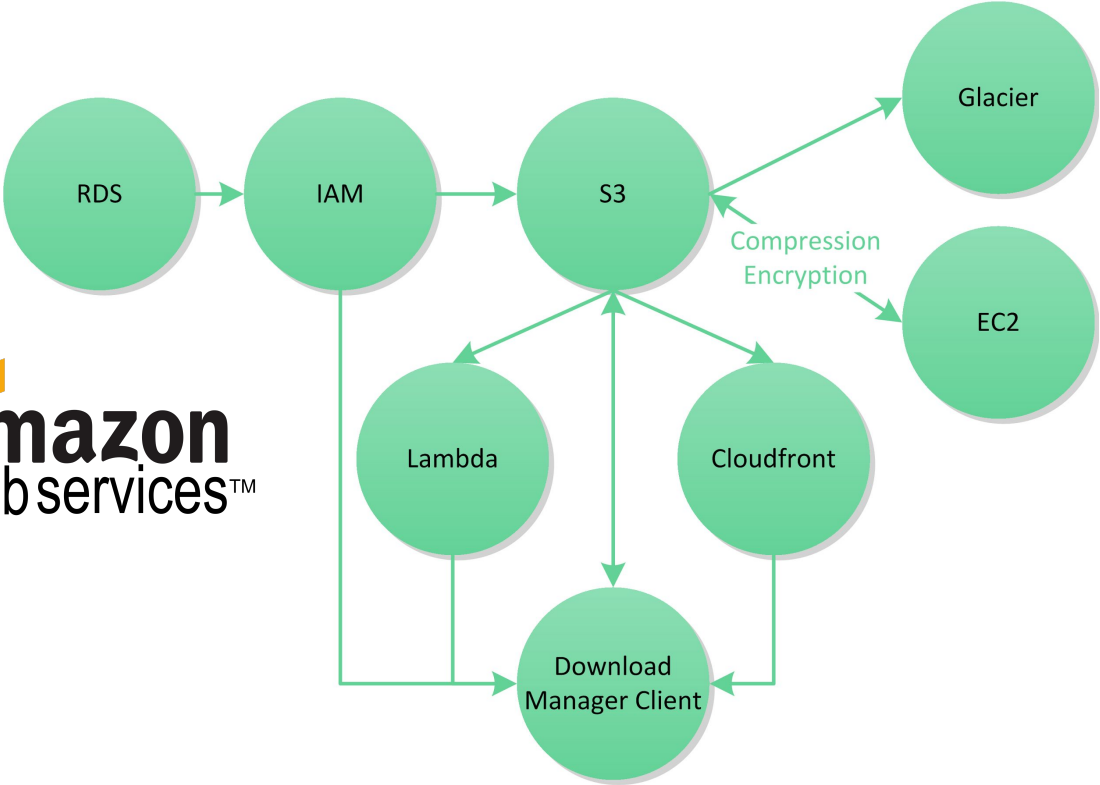 Glacier
RDS
IAM
S3
Compression
Encryption
EC2
mazon
b services™
Lambda
Cloudfront
Download
Manager Client